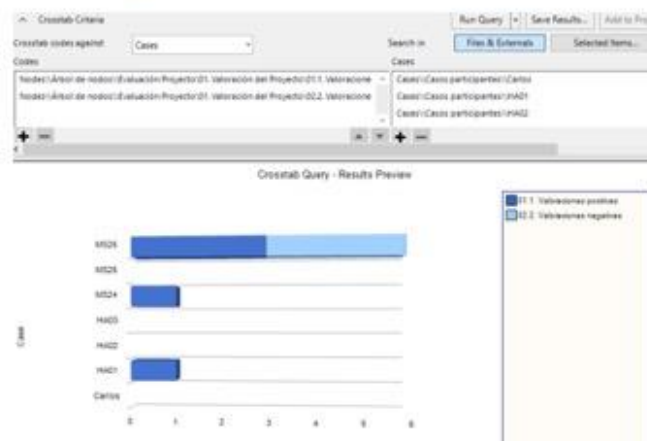 Crosstab Criteria
Run Query Save Results... Add to Pro
Crosstab codes against Cases Search in Files & Externals Selected Items...
Codes Cases
Nodes\\Árbol de nodos\\Evaluación Proyecto\01. Valoración del Proyecto\01.1. Valoracione
Nodes\\Árbol de nodos\\Evaluación Proyecto\01. Valoración del Proyecto\02.2. Valoracione
Cases\\Casos participantes\Carlos
Cases\\Casos participantes\HA01
Cases\\Casos participantes\HA02
Crosstab Query - Results Preview
01.1. Valoraciones positivas
02.2. Valoraciones negativas
Case
MS26
MS25
MS24
HA03
HA02
HA01
Carlos
0 1 2 3 4 5 6